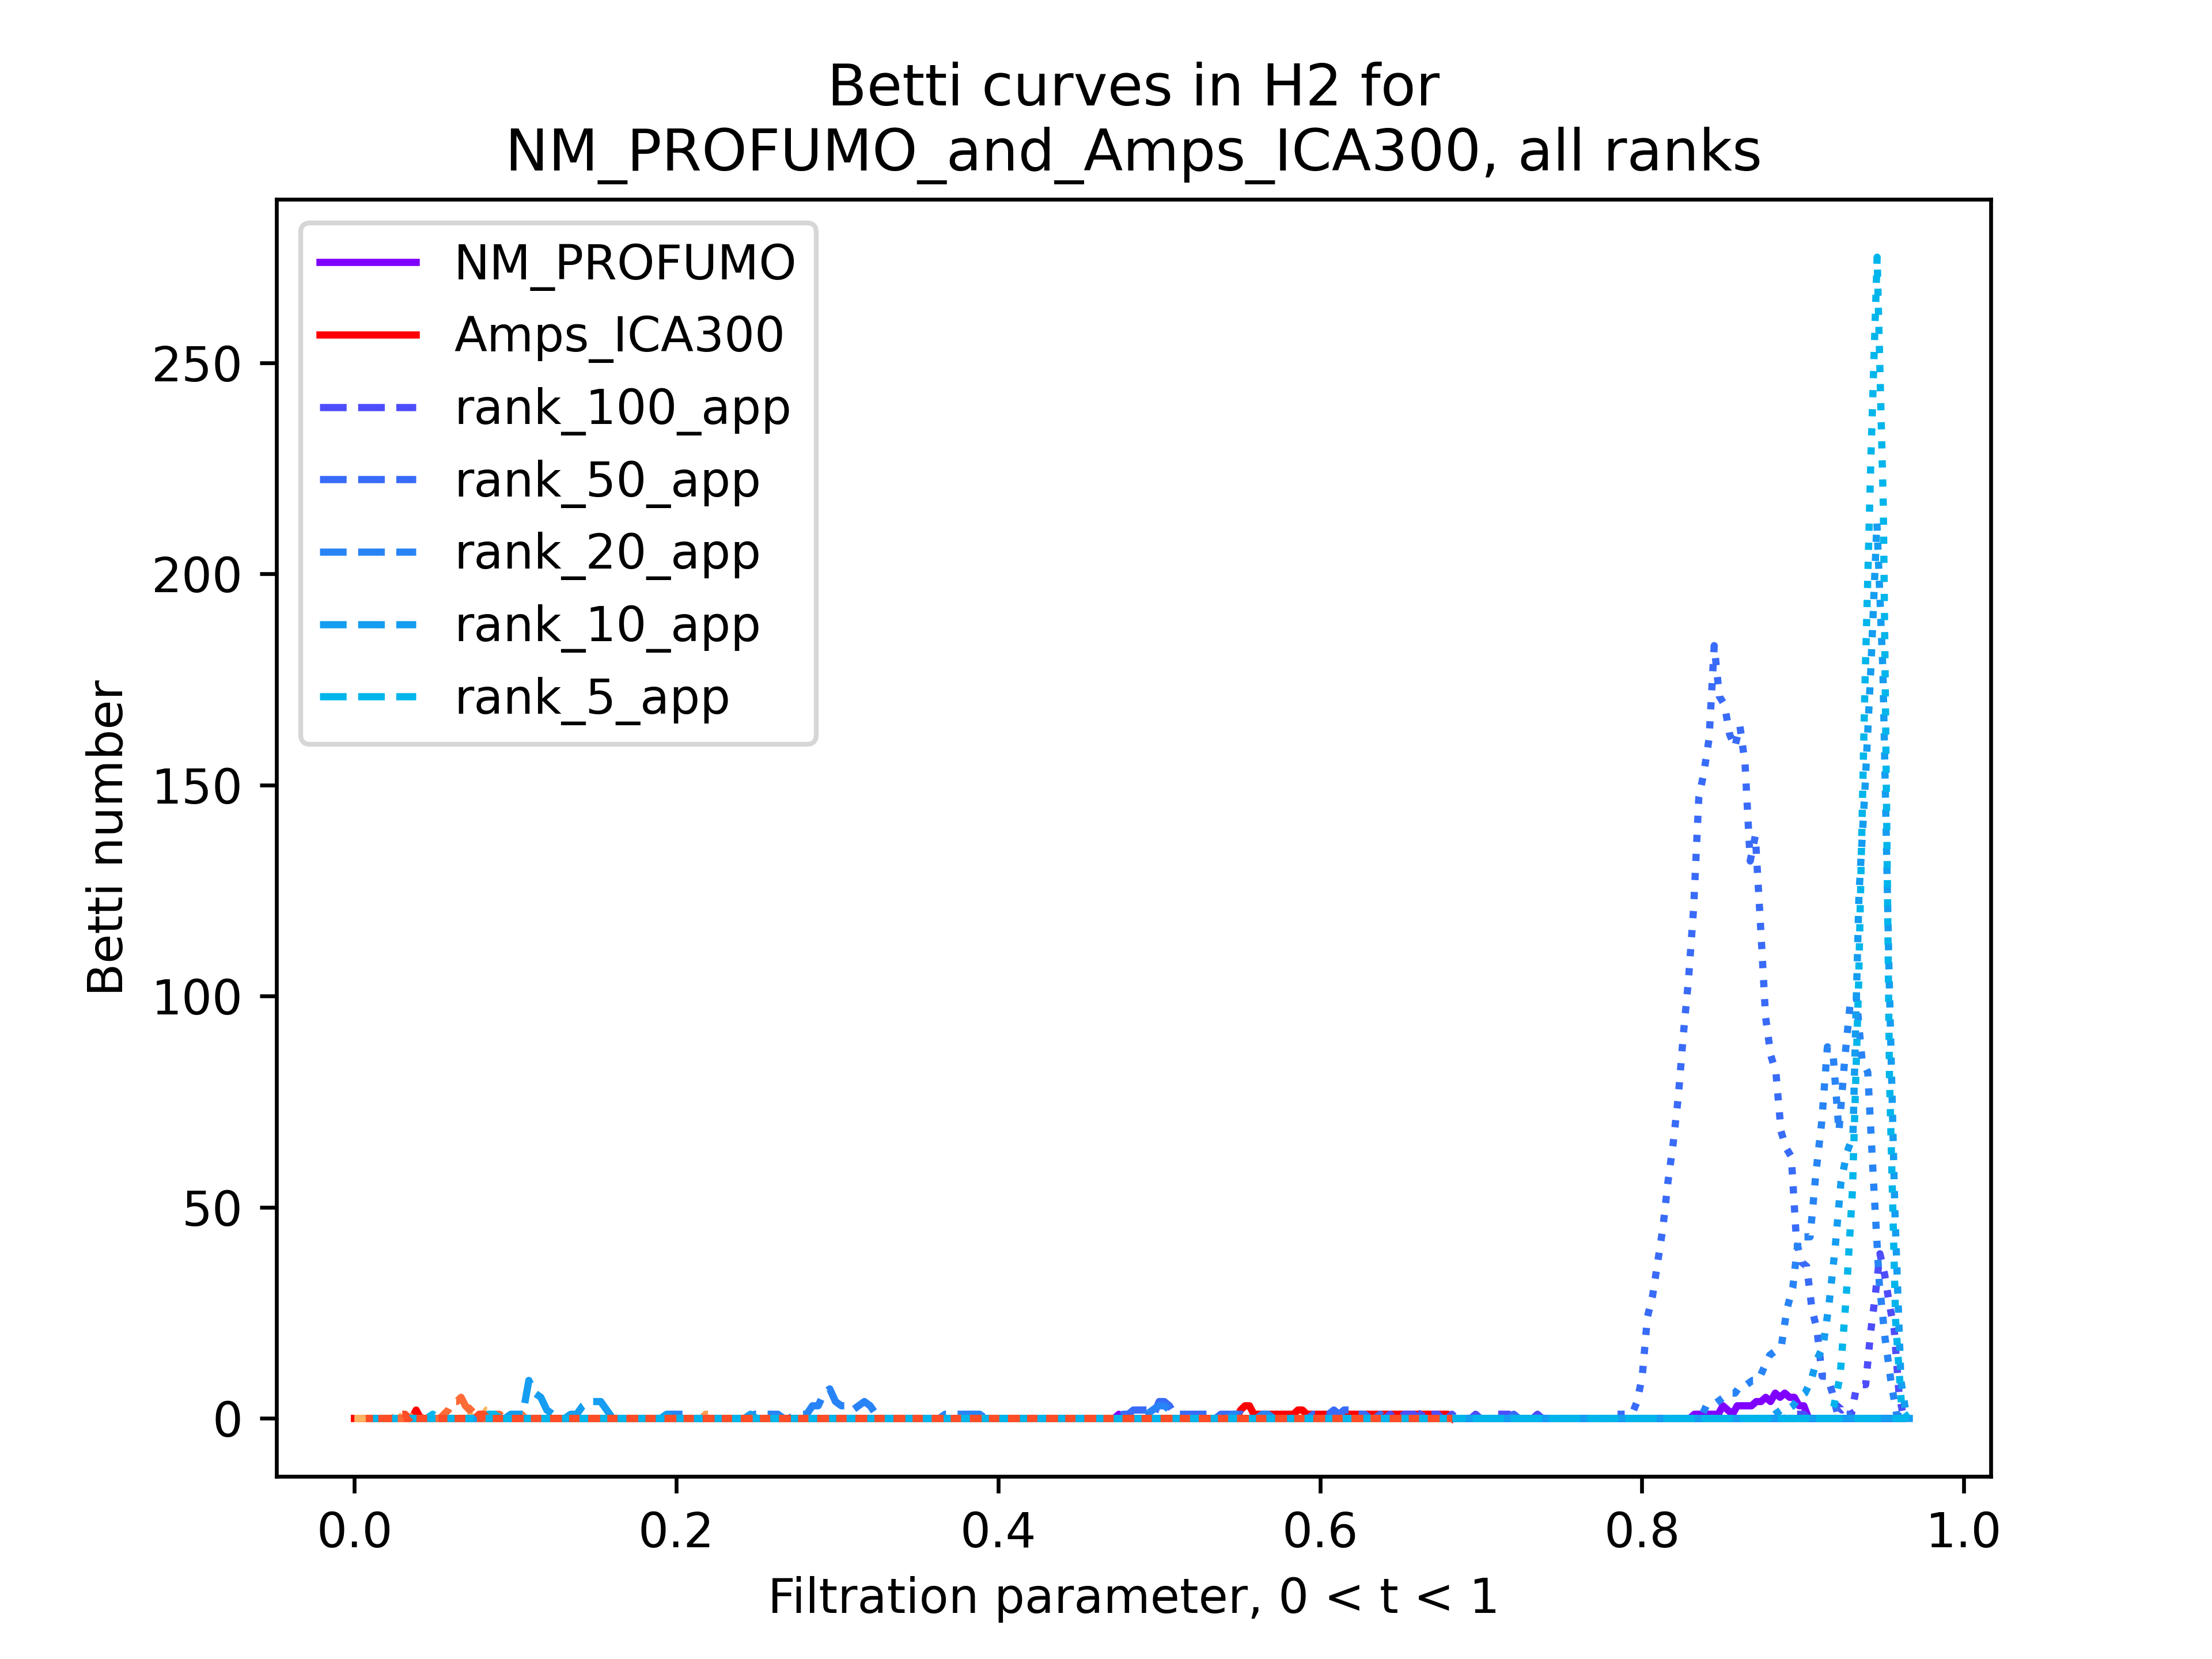 Betti curves in H2 for
NM_PROFUMO_and_Amps_ICA300, all ranks
NM_PROFUMO
Amps_ICA300
rank_100_app
rank_50_app
rank_20_app
rank_10_app
rank_5_app
Betti number
250
200
150
100
50
0
0.0 0.2 0.4 0.6 0.8 1.0
Filtration parameter, 0 < t < 1